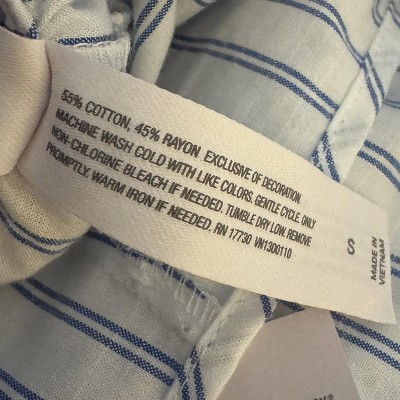 55% COTTON, 45% RAYON. EXCLUSIVE OF DECORATION.
MACHINE WASH COLD WITH LIKE COLORS. GENTLE CYCLE. ONLY
NON-CHLORINE BLEACH IF NEEDED. TUMBLE DRY LOW. REMOVE
PROMPTLY. WARM IRON IF NEEDED. RN 17730 VN1300110
S
MADE IN
VIETNAM